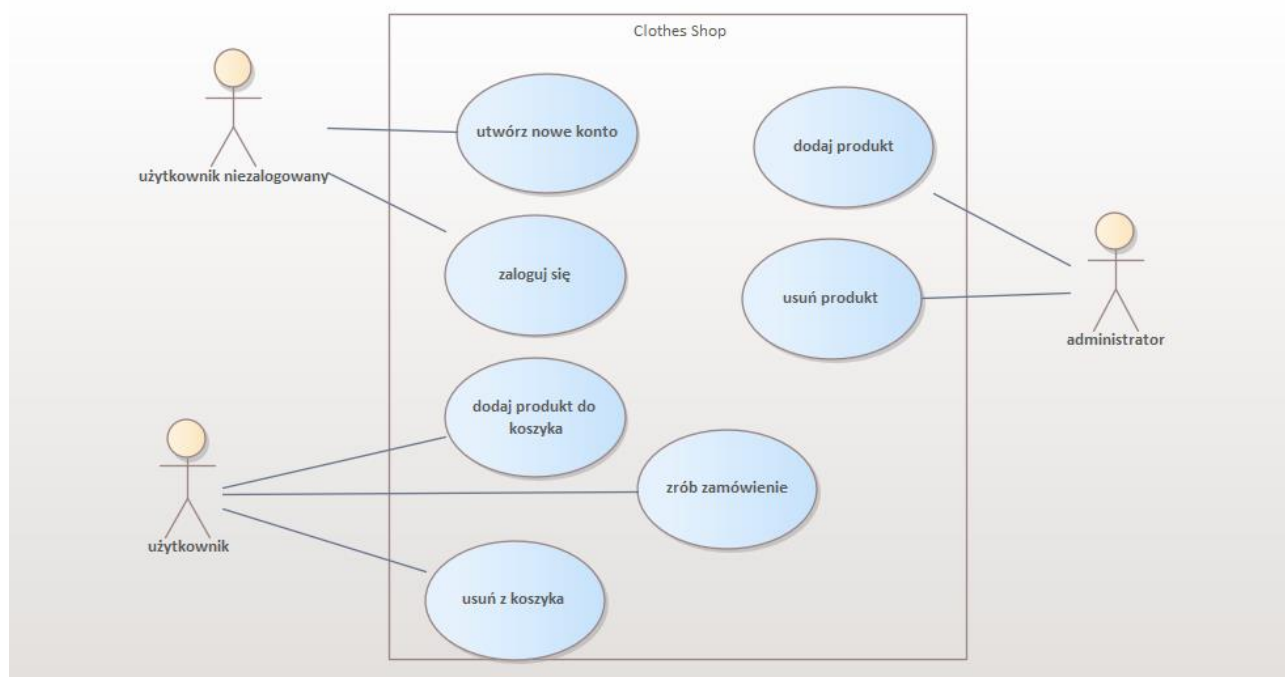 Clothes Shop
utwórz nowe konto
dodaj produkt
użytkownik niezalogowany
zaloguj się
usuń produkt
administrator
dodaj produkt do
koszyka
zrób zamówienie
użytkownik
usuń z koszyka